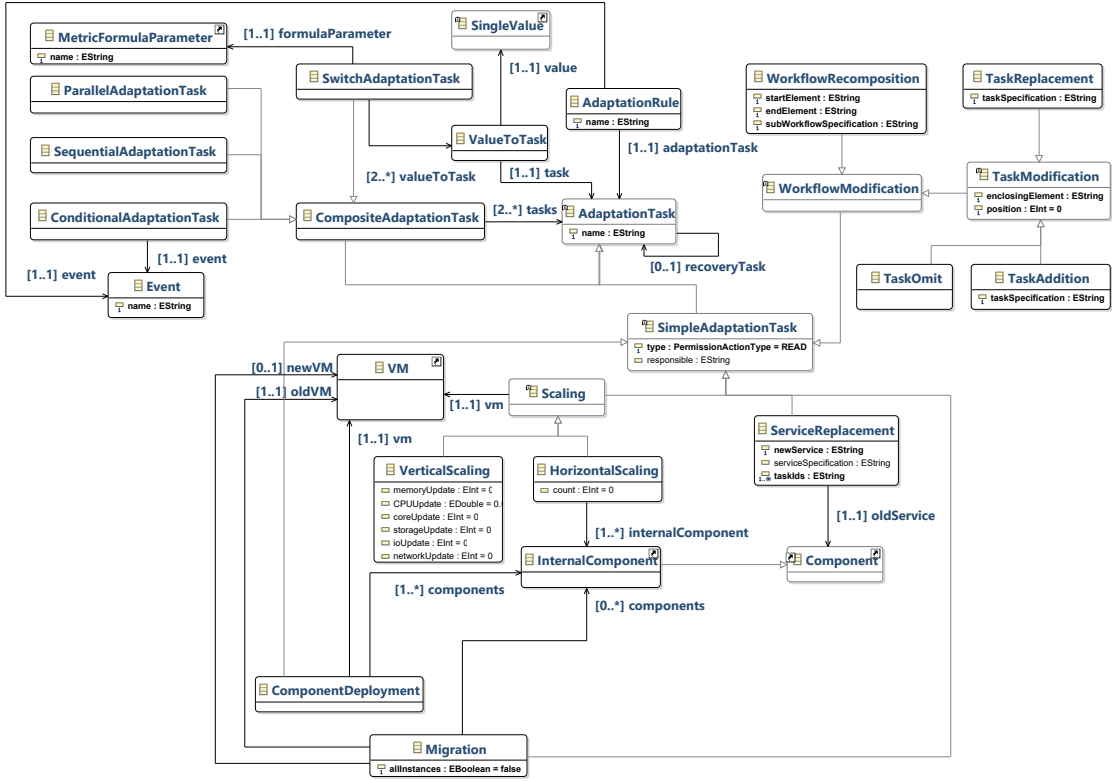 MetricFormulaParameter
name : EString
[1..1] formulaParameter
SingleValue
[1..1] value
ParallelAdaptationTask
SwitchAdaptationTask
AdaptationRule
name : EString
WorkflowRecomposition
startElement : EString
endElement : EString
subWorkflowSpecification : EString
TaskReplacement
taskSpecification : EString
SequentialAdaptationTask
ValueToTask
[1..1] adaptationTask
[2..*] valueToTask
[1..1] task
WorkflowModification
TaskModification
enclosingElement : EString
position : EInt = 0
ConditionalAdaptationTask
CompositeAdaptationTask
[2..*] tasks
AdaptationTask
name : EString
[0..1] recoveryTask
[1..1] event
[1..1] event
Event
name : EString
TaskOmit
TaskAddition
taskSpecification : EString
SimpleAdaptationTask
type : PermissionActionType = READ
responsible : EString
[0..1] newVM
VM
[1..1] oldVM
[1..1] vm
Scaling
[1..1] vm
ServiceReplacement
newService : EString
serviceSpecification : EString
taskIds : EString
VerticalScaling
memoryUpdate : EInt = 0
CPUUpdate : EDouble = 0.
coreUpdate : EInt = 0
storageUpdate : EInt = 0
ioUpdate : EInt = 0
networkUpdate : EInt = 0
HorizontalScaling
count : EInt = 0
[1..1] oldService
[1..*] internalComponent
InternalComponent
Component
[1..*] components
[0..*] components
ComponentDeployment
Migration
allInstances : EBoolean = false